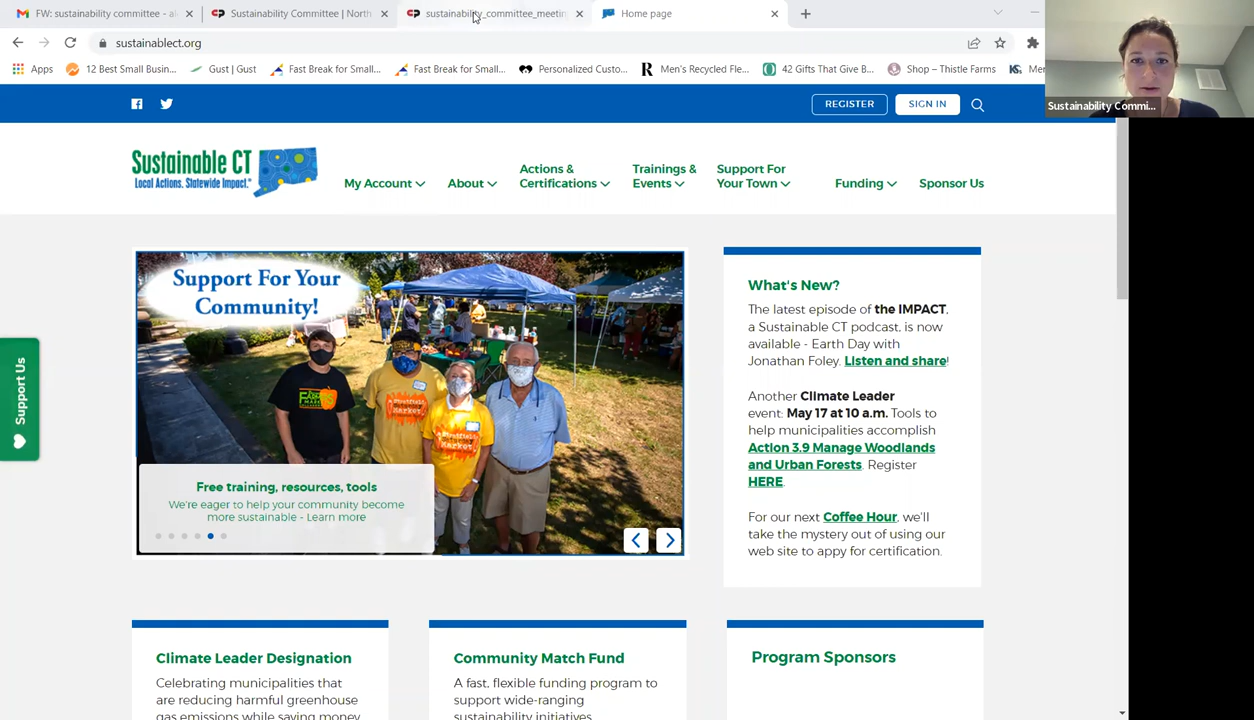 FW: sustainability committee - al
Sustainability Committee | North
sustainability_committee_meetin
Home page
sustainablect.org
Apps
12 Best Small Busin...
Gust | Gust
Fast Break for Small...
Fast Break for Small...
Personalized Custo...
Men's Recycled Fle...
42 Gifts That Give B...
Shop – Thistle Farms
Mer
Sustainability Commi...
REGISTER
SIGN IN
Sustainable CT
Local Actions. Statewide Impact.
My Account
About
Actions &
Certifications
Trainings &
Events
Support For
Your Town
Funding
Sponsor Us
Support Us
Support For Your
Community!
Free training, resources, tools
We're eager to help your community become
more sustainable - Learn more
What's New?
The latest episode of the IMPACT,
a Sustainable CT podcast, is now
available - Earth Day with
Jonathan Foley. Listen and share!
Another Climate Leader
event: May 17 at 10 a.m. Tools to
help municipalities accomplish
Action 3.9 Manage Woodlands
and Urban Forests. Register
HERE.
For our next Coffee Hour, we'll
take the mystery out of using our
web site to appy for certification.
Climate Leader Designation
Celebrating municipalities that
are reducing harmful greenhouse
gas emissions while saving money
Community Match Fund
A fast, flexible funding program to
support wide-ranging
sustainability initiatives
Program Sponsors